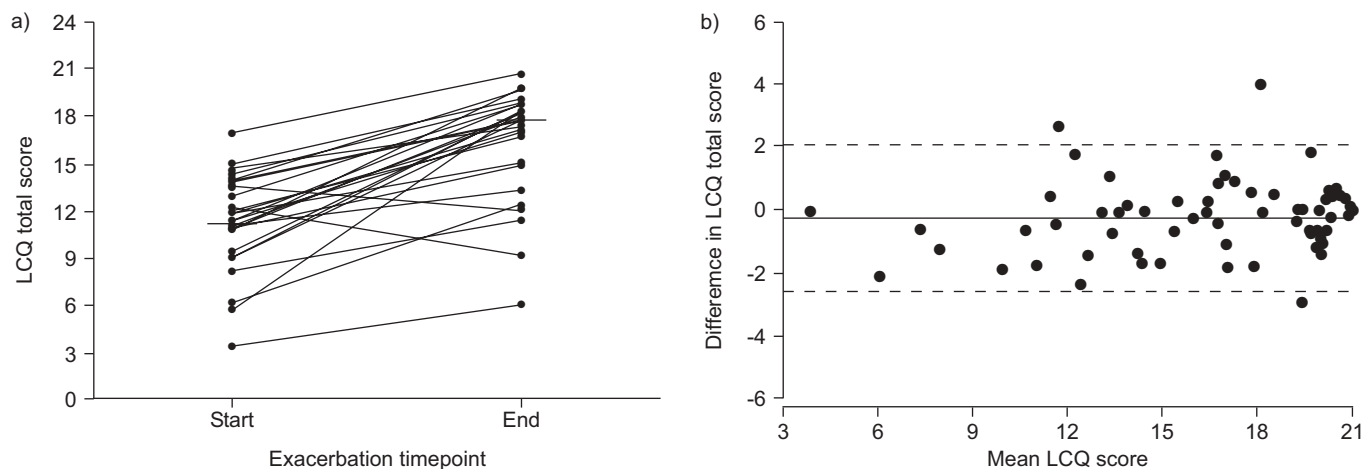 a)
24
21
18
15
12
9
6
3
0
LCQ total score
Start End
Exacerbation timepoint
b)
6
4
2
0
-2
-4
-6
Difference in LCQ total score
3 6 9 12 15 18 21
Mean LCQ score